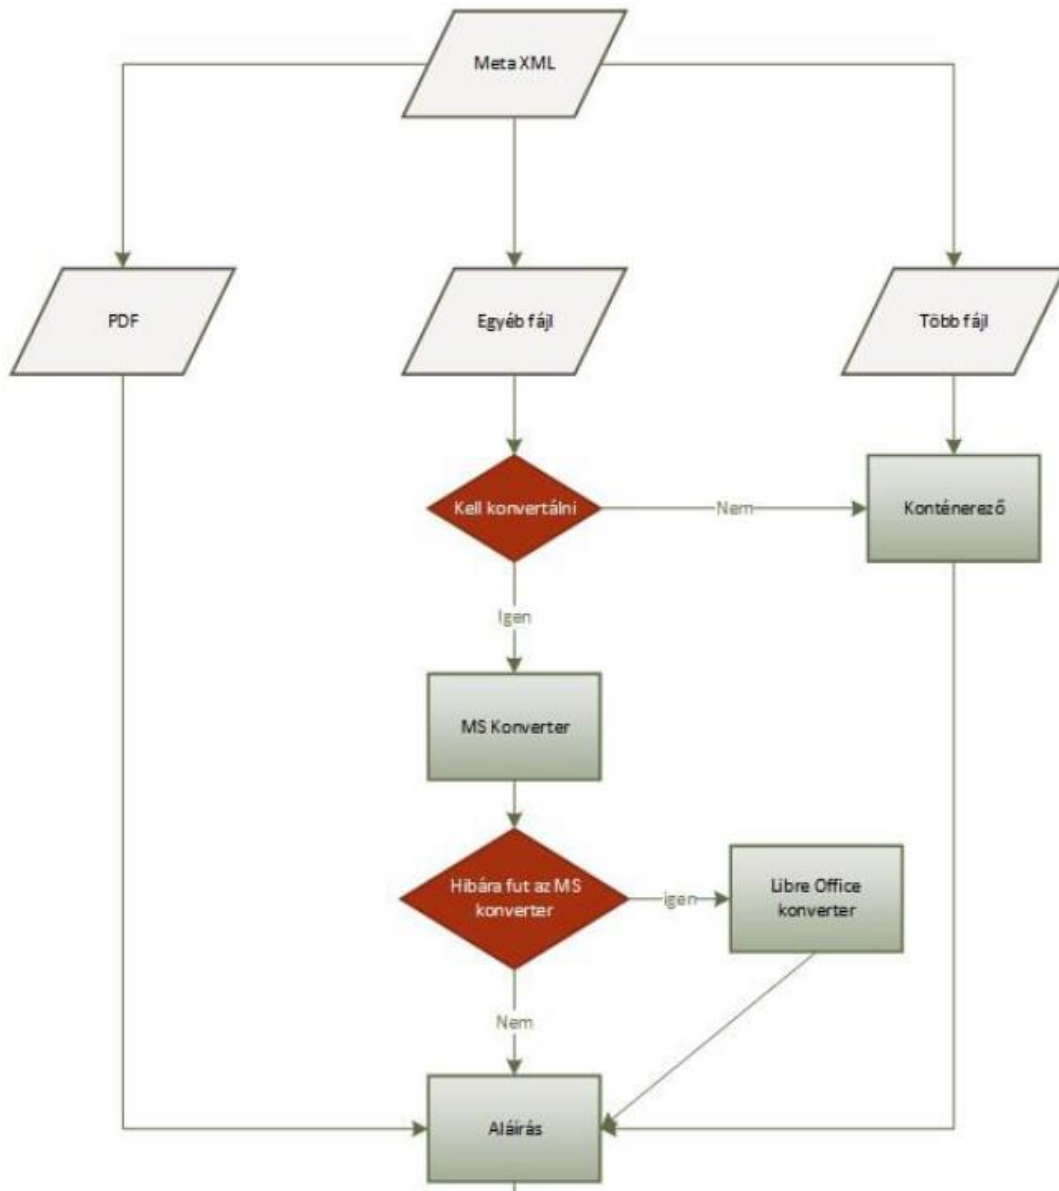 Meta XML
PDF
Egyéb fájl
Több fájl
Kell konvertálni
Nem
Konténerező
Igen
MS Konverter
Hibára fut az MS
konverter
igen
Libre Office
konverter
Nem
Aláírás